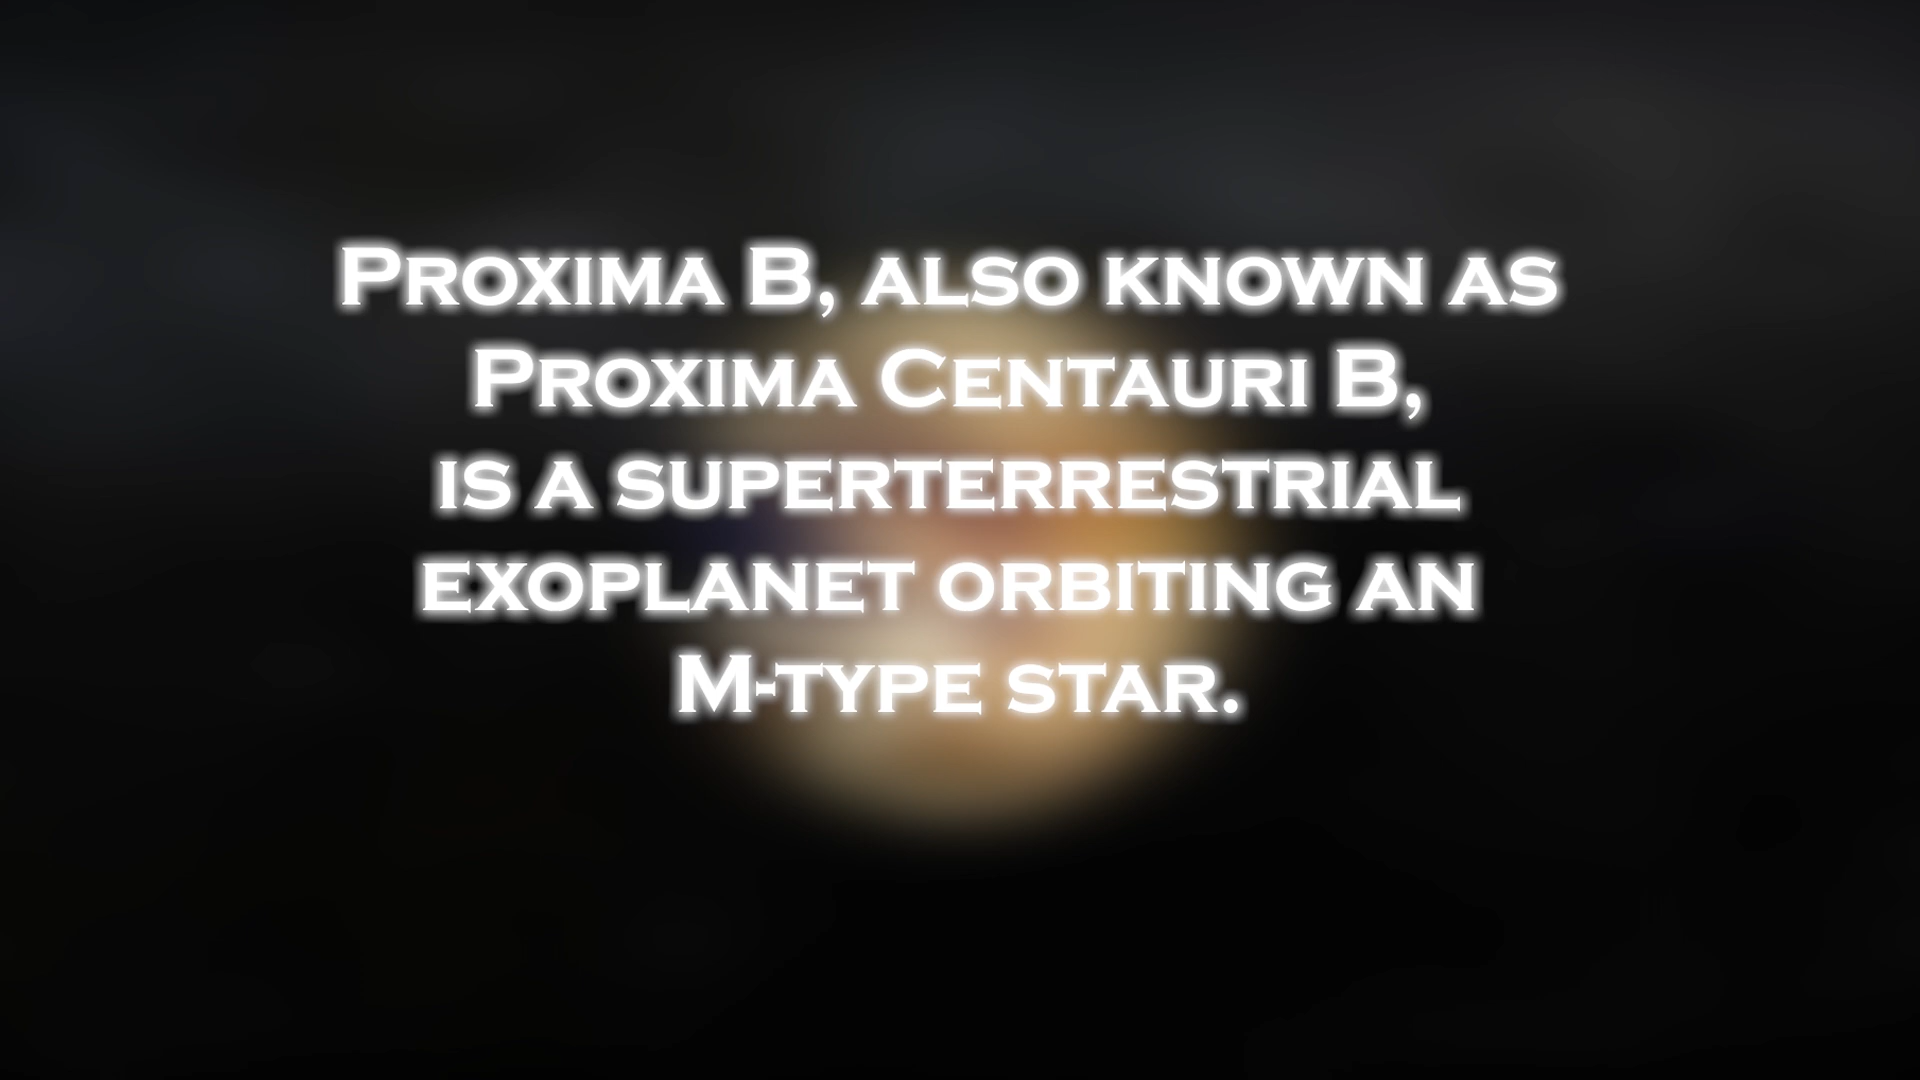 Proxima B, also known as
Proxima Centauri B,
is a superterrestrial
exoplanet orbiting an
M-type star.